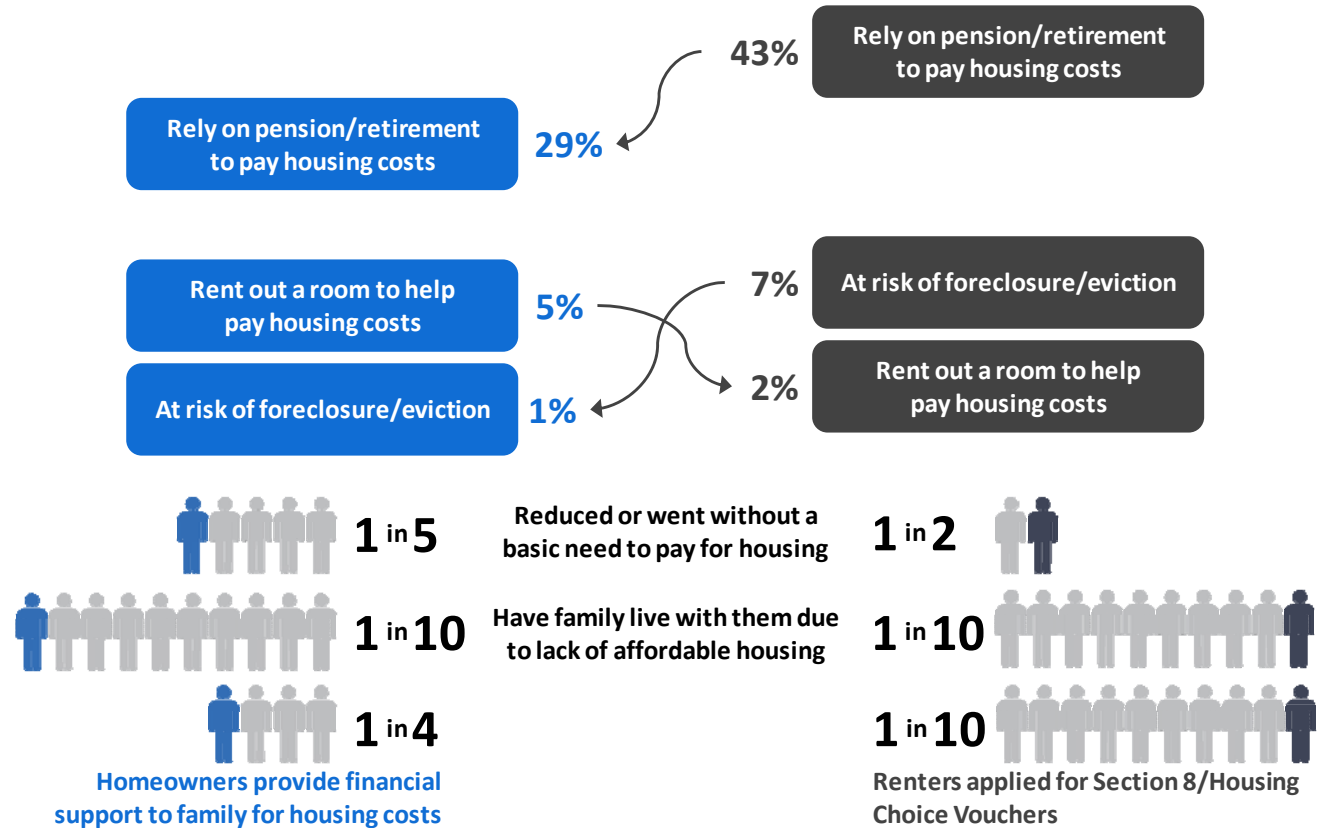 43%
Rely on pension/retirement
to pay housing costs
Rely on pension/retirement
to pay housing costs
29%
Rent out a room to help
pay housing costs
5%
7%
At risk of foreclosure/eviction
At risk of foreclosure/eviction
1%
2%
Rent out a room to help
pay housing costs
1 in 5
Reduced or went without a
basic need to pay for housing
1 in 2
1 in 10
Have family live with them due
to lack of affordable housing
1 in 10
1 in 4
1 in 10
Homeowners provide financial
support to family for housing costs
Renters applied for Section 8/Housing
Choice Vouchers